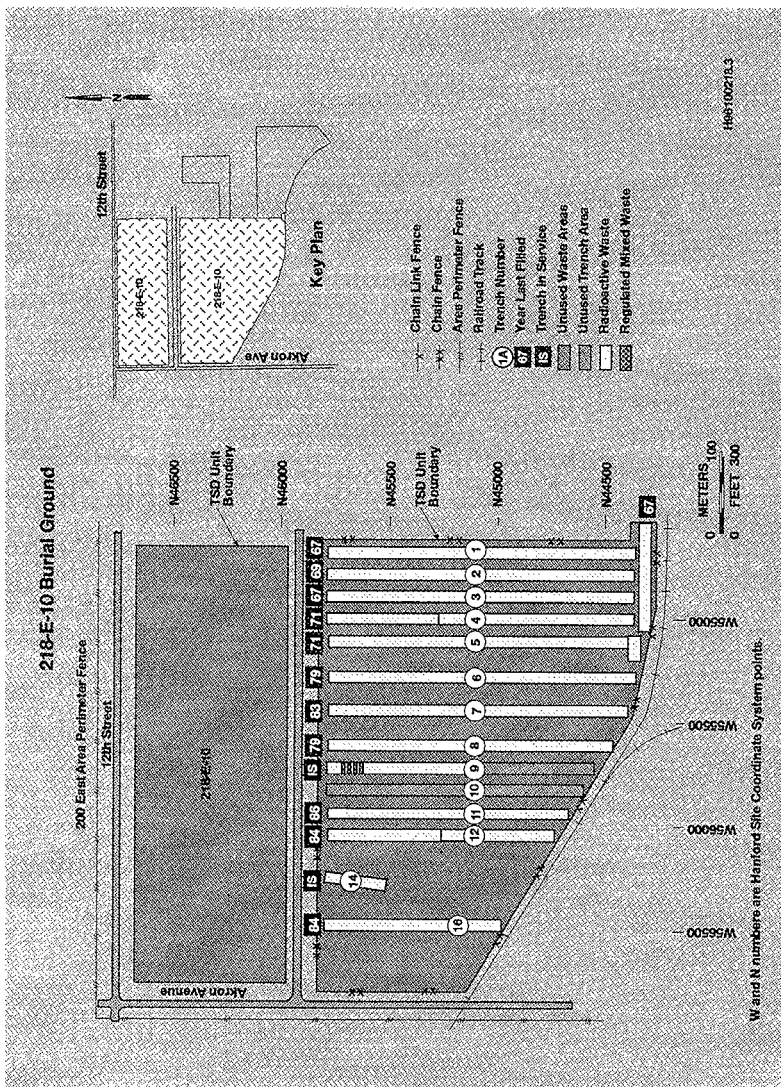 218-E-10 Burial Ground
200 East Area Perimeter Fence
12th Street
218-E-10
Akron Avenue
TSD Unit
Boundary
N46500
N46000
N45500
TSD Unit
Boundary
N45000
N44500
84
IS
84
86
IS
79
83
79
71
71
67
69
67
16
14
12
11
10
9
8
7
6
5
4
3
2
1
67
W56500
W56000
W55500
W55000
METERS
0 100
0 300
FEET
W and N numbers are Hanford Site Coordinate System points.
N
12th Street
218-E-10
218-E-10
Akron Ave
Key Plan
Chain Link Fence
Chain Fence
Area Perimeter Fence
Railroad Track
1A Trench Number
67 Year Last Filled
IS Trench in Service
Unused Waste Areas
Unused Trench Area
Radioactive Waste
Regulated Mixed Waste
H96100218.3